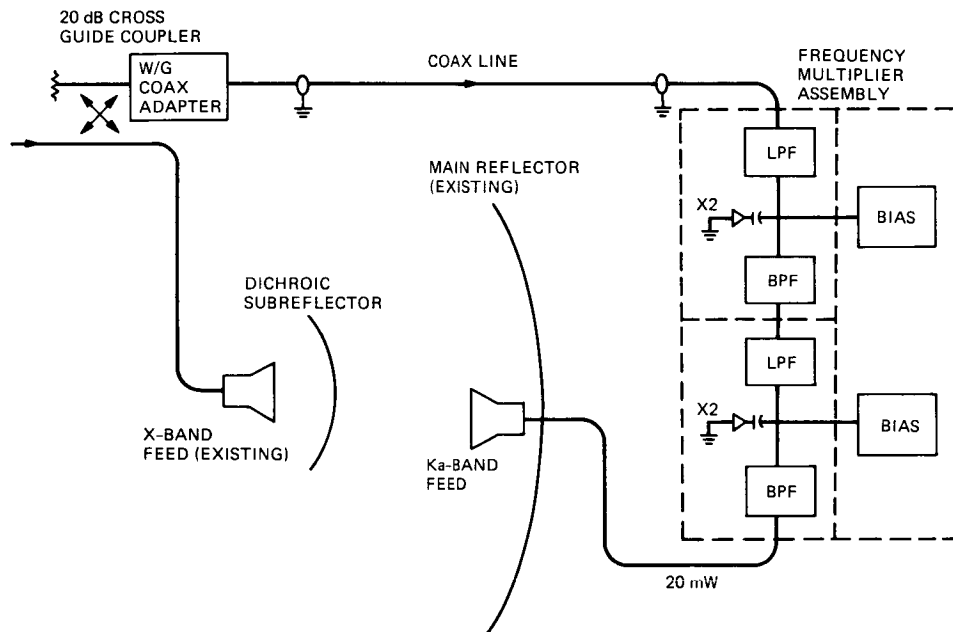 20 dB CROSS
GUIDE COUPLER
W/G
COAX
ADAPTER
COAX LINE
FREQUENCY
MULTIPLIER
ASSEMBLY
LPF
MAIN REFLECTOR
(EXISTING)
X2
BIAS
BPF
DICHROIC
SUBREFLECTOR
LPF
X2
BIAS
X-BAND
FEED (EXISTING)
Ka-BAND
FEED
BPF
20 mW